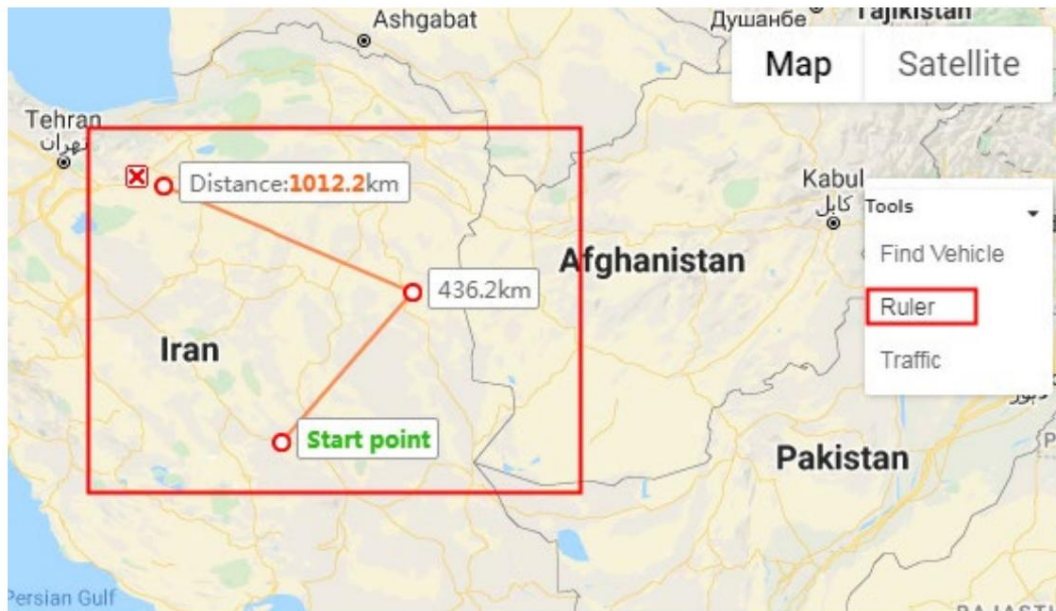 Ashgabat
Душанбе
Tajikistan
Map
Satellite
Tehran
تهران
Distance:1012.2km
Kabul
کابل
Tools
Find Vehicle
Afghanistan
436.2km
Ruler
Iran
Traffic
Start point
Pakistan
Persian Gulf